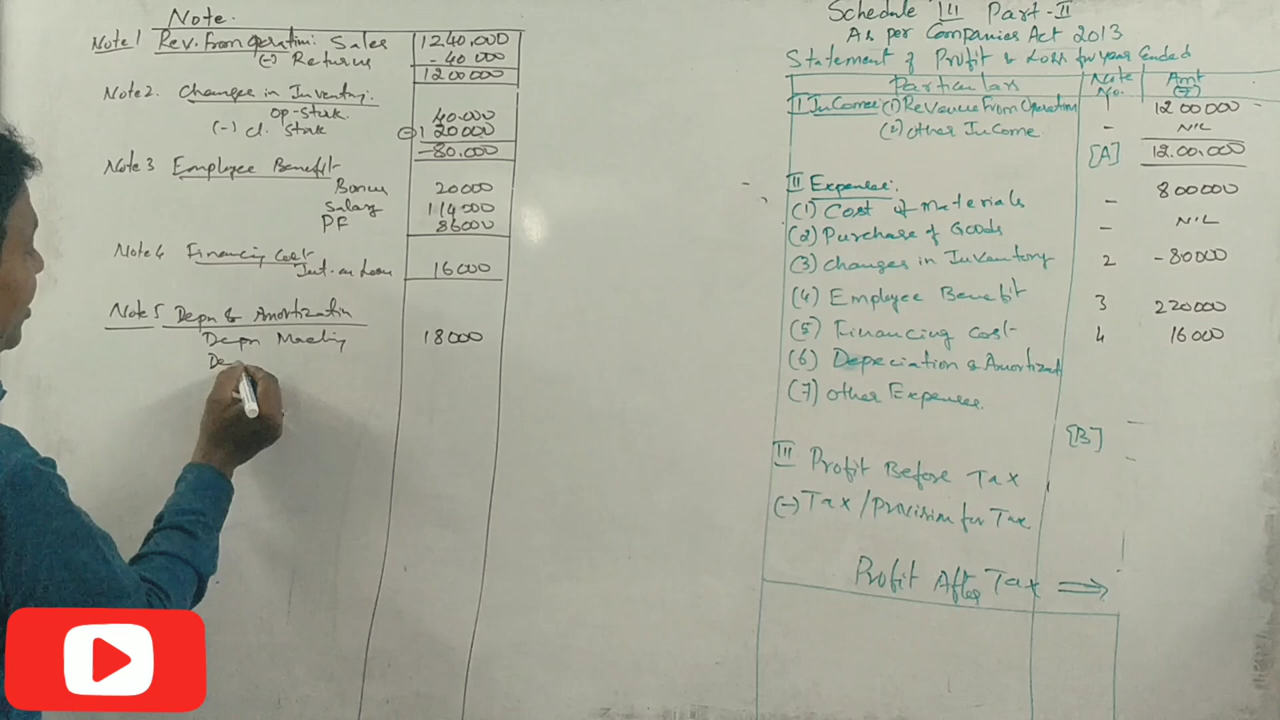 Note.
Note 1 Rev. From operation: Sales 1240,000
(-) Returns - 40 000
1200000
Note 2. Changes in Inventory.
op-stock. 40.000
(-) cl. stock (-) 1 20000
-80,000
Note 3 Employee Benefit
Bonus 20000
Salary 114000
PF 86000
Note 4 Financing Cost
Int. on Loan 16000
Note 5 Depn & Amortization
Depn 18000
De
Schedule III Part-II
As per Companies Act 2013
Statement of Profit & Loss for year Ended
Particulars Note No. Amt (₹)
I InCome: (1) Revenue From Operation 1 1200000
(2) Other InCome - NIL
[A] 12.00,000
II Expenses:
(1) Cost of Materials - 800000
(2) Purchase of Goods - NIL
(3) Changes in Inventory 2 -80000
(4) Employee Benefit 3 220000
(5) Financing Cost 4 16000
(6) Depreciation & Amortizat
(7) other Expenses.
[B]
III Profit Before Tax
(-) Tax/Provision for Tax
Profit After Tax ⇒